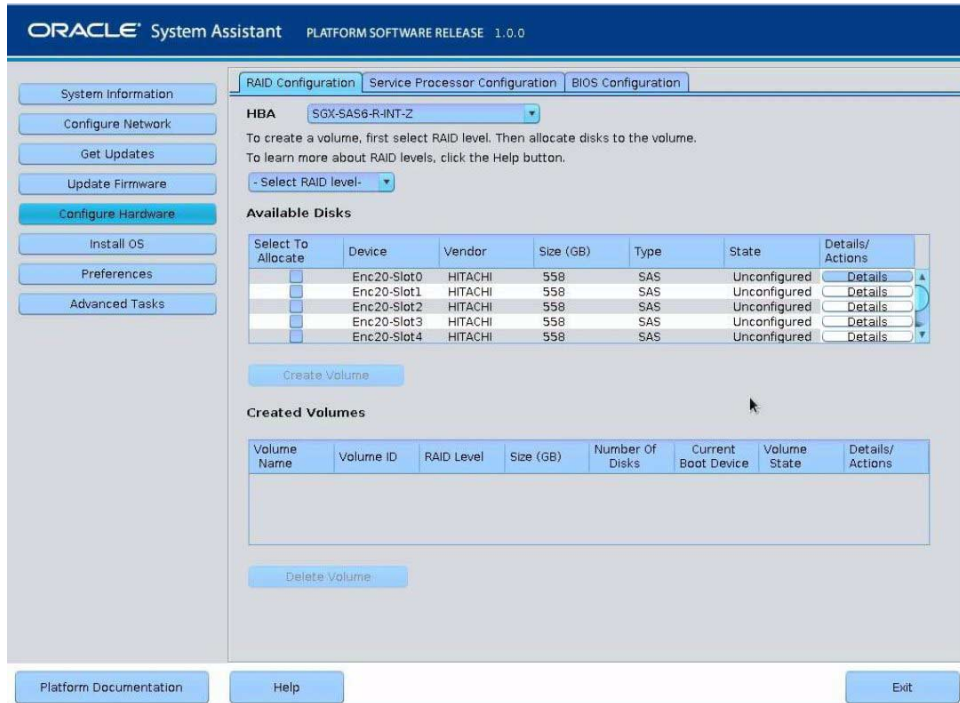 ORACLE® System Assistant PLATFORM SOFTWARE RELEASE 1.0.0
System Information
Configure Network
Get Updates
Update Firmware
Configure Hardware
Install OS
Preferences
Advanced Tasks
RAID Configuration Service Processor Configuration BIOS Configuration
HBA SGX-SAS6-R-INT-Z
To create a volume, first select RAID level. Then allocate disks to the volume.
To learn more about RAID levels, click the Help button.
- Select RAID level-
Available Disks
Select To Allocate Device Vendor Size (GB) Type State Details/ Actions
Enc20-Slot0 HITACHI 558 SAS Unconfigured Details
Enc20-Slot1 HITACHI 558 SAS Unconfigured Details
Enc20-Slot2 HITACHI 558 SAS Unconfigured Details
Enc20-Slot3 HITACHI 558 SAS Unconfigured Details
Enc20-Slot4 HITACHI 558 SAS Unconfigured Details
Create Volume
Created Volumes
Volume Name Volume ID RAID Level Size (GB) Number Of Disks Current Boot Device Volume State Details/ Actions
Delete Volume
Platform Documentation Help Exit